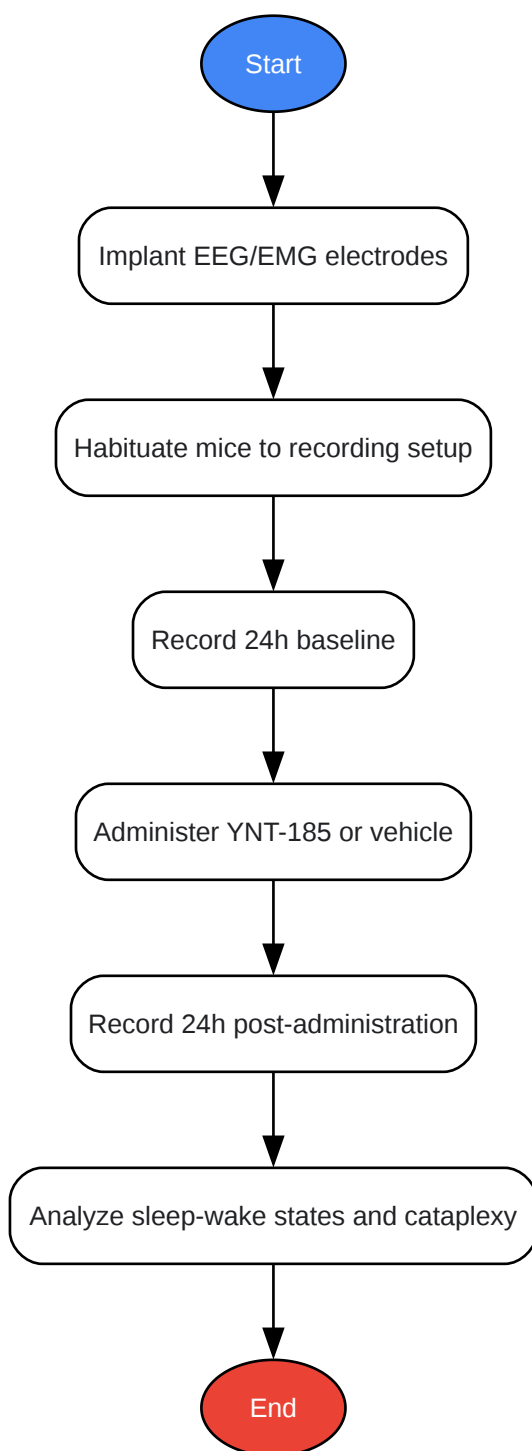 Start
Implant EEG/EMG electrodes
Habituate mice to recording setup
Record 24h baseline
Administer YNT-185 or vehicle
Record 24h post-administration
Analyze sleep-wake states and cataplexy
End